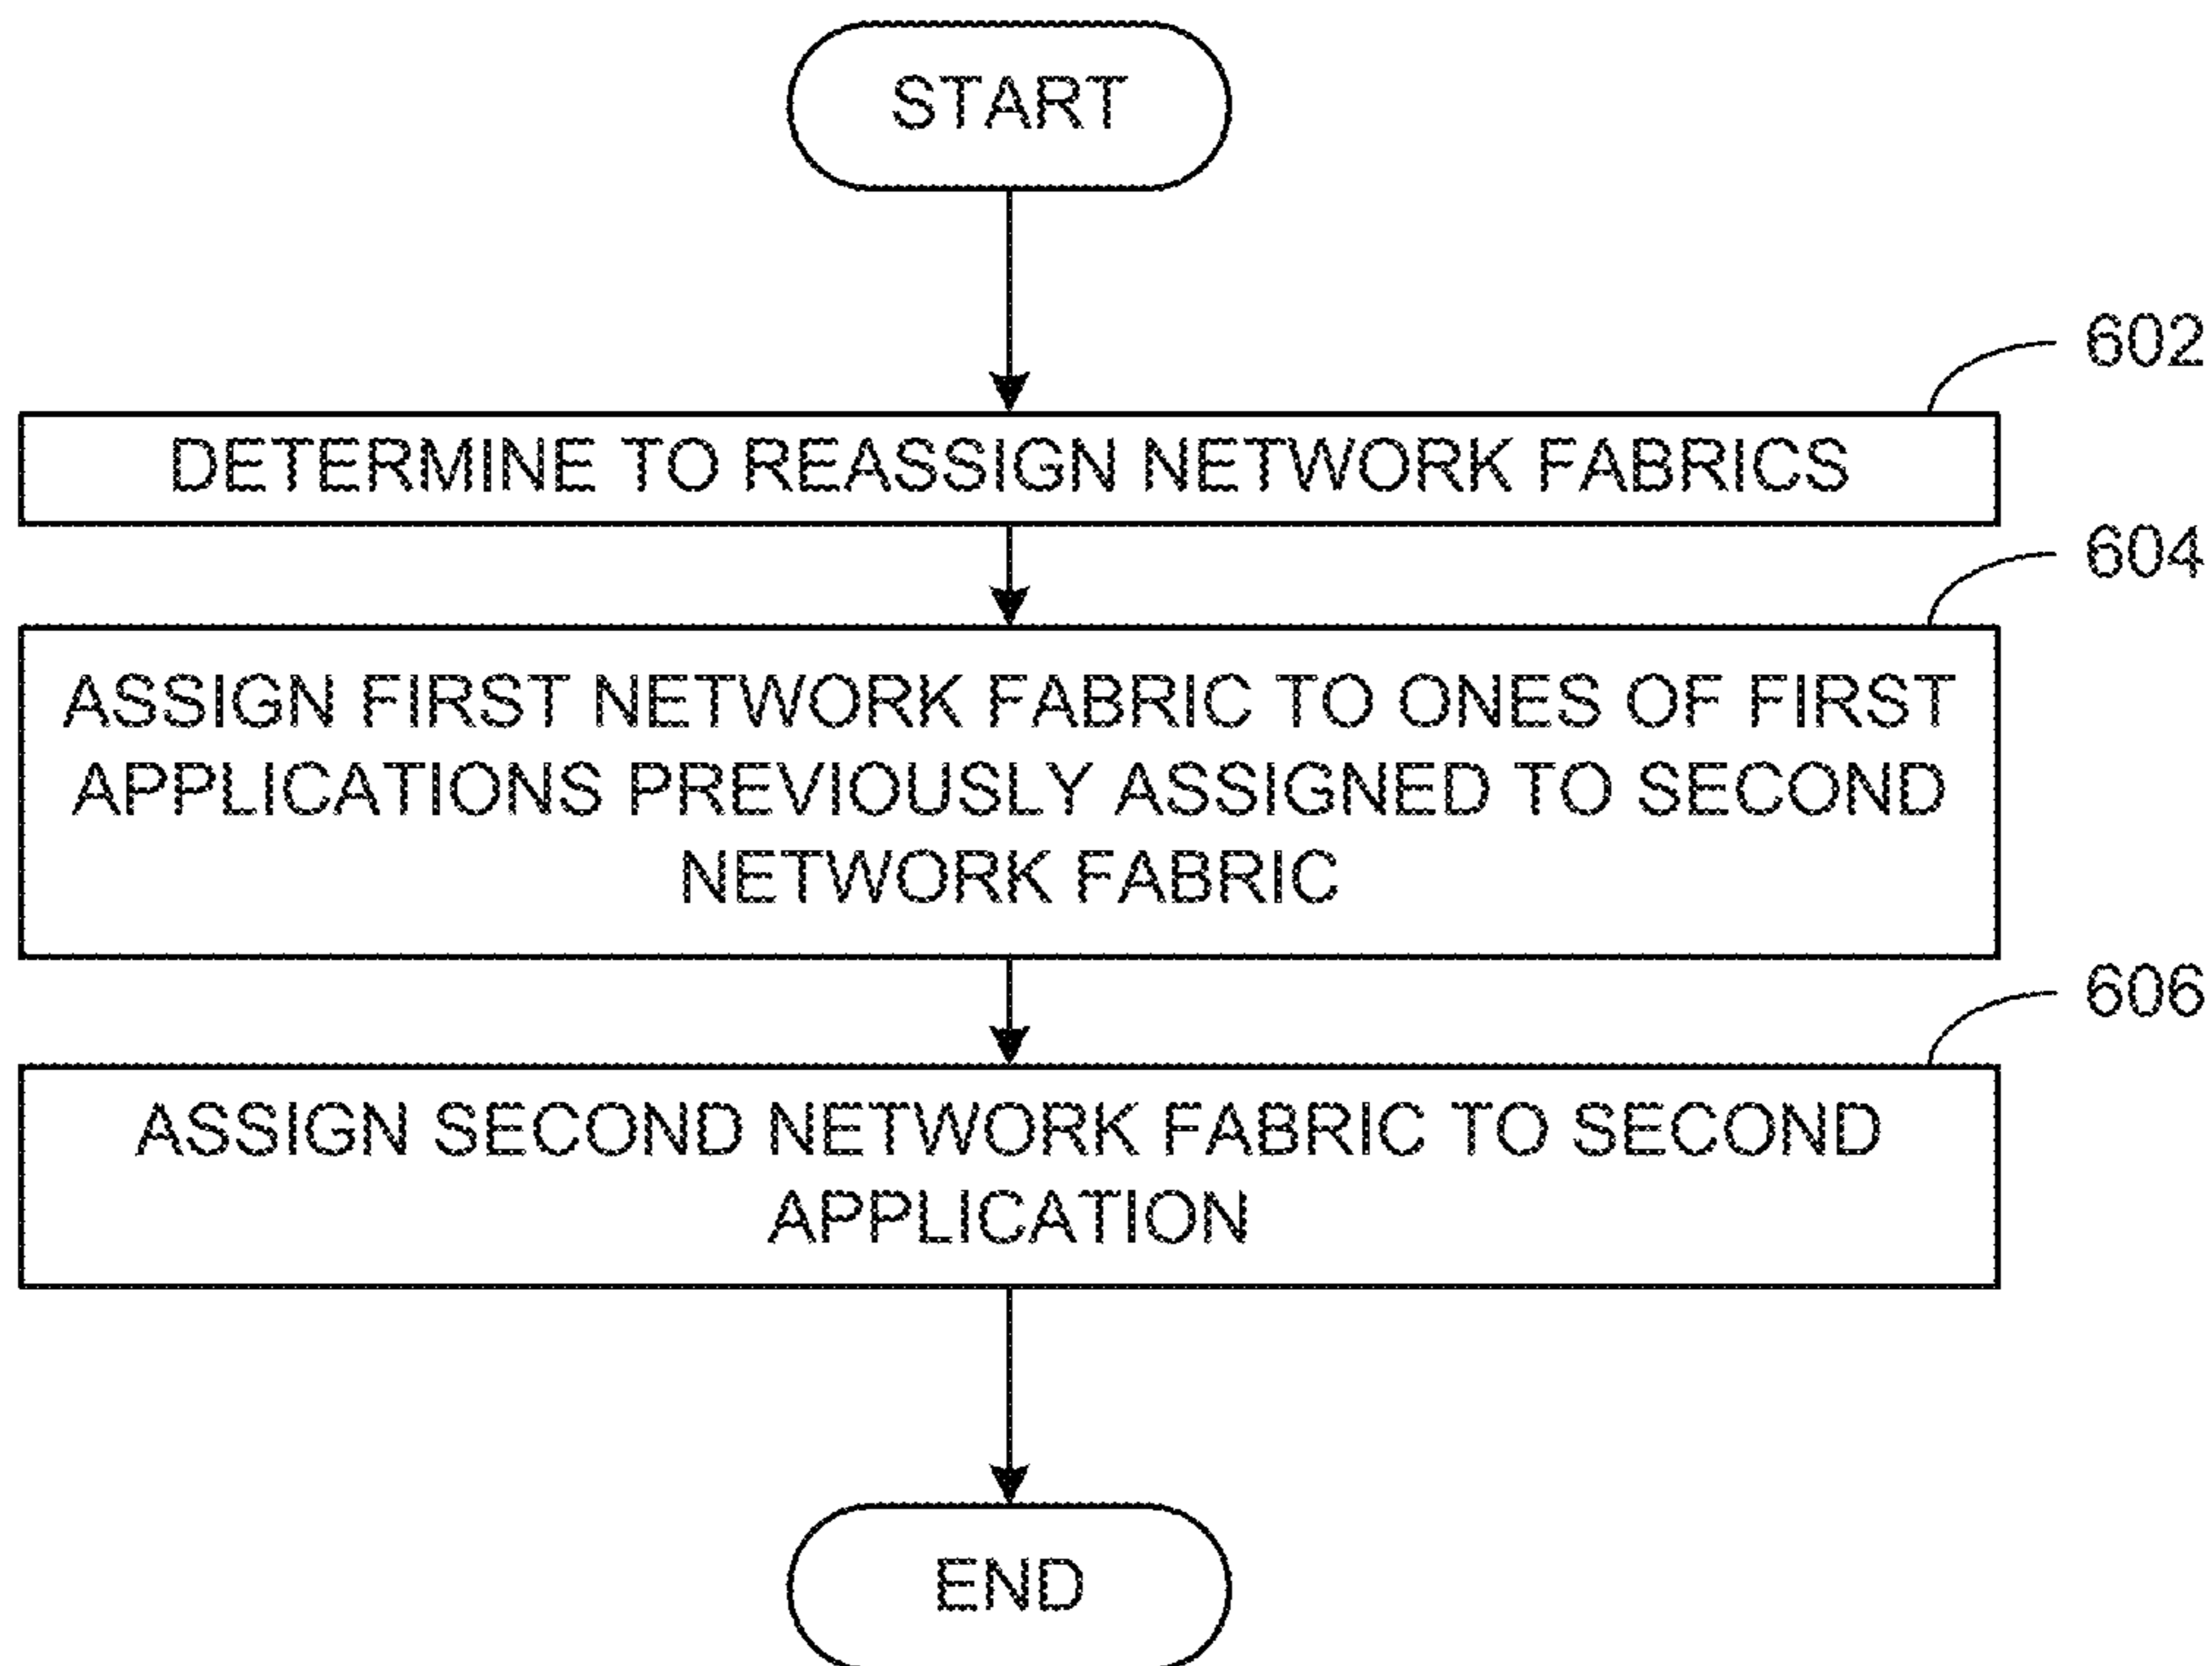 START
602
DETERMINE TO REASSIGN NETWORK FABRICS
604
ASSIGN FIRST NETWORK FABRIC TO ONES OF FIRST
APPLICATIONS PREVIOUSLY ASSIGNED TO SECOND
NETWORK FABRIC
606
ASSIGN SECOND NETWORK FABRIC TO SECOND
APPLICATION
END